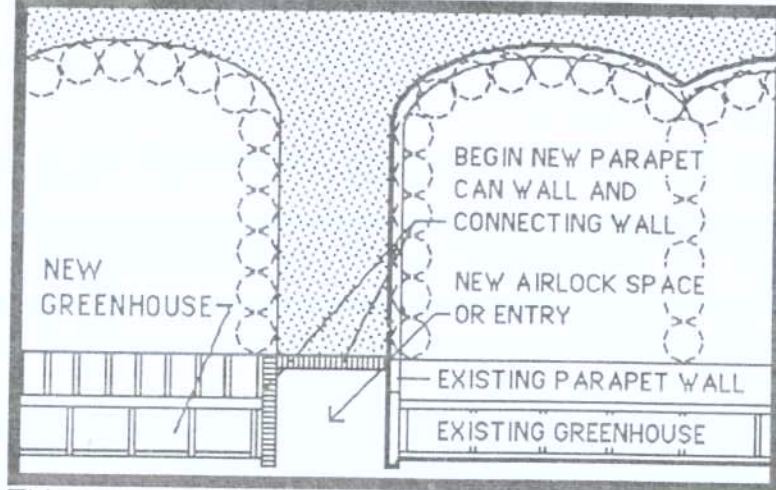 BEGIN NEW PARAPET
CAN WALL AND
CONNECTING WALL
NEW
GREENHOUSE
NEW AIRLOCK SPACE
OR ENTRY
EXISTING PARAPET WALL
EXISTING GREENHOUSE